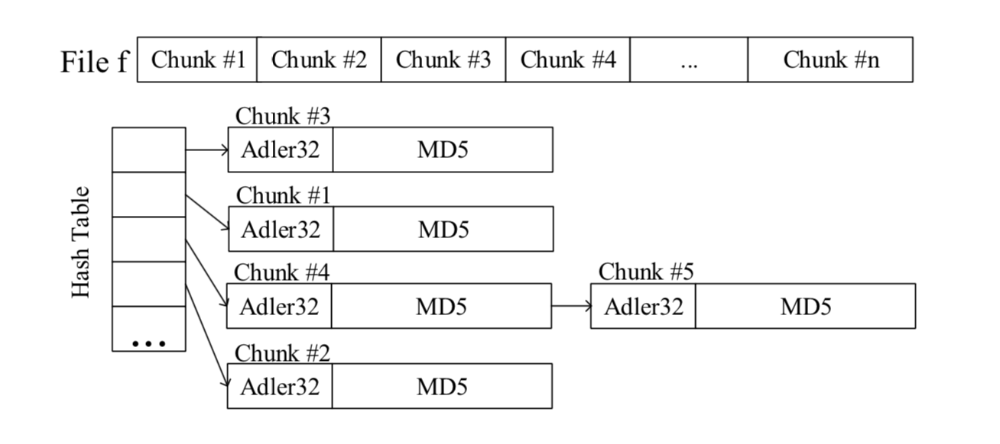 File f Chunk #1 Chunk #2 Chunk #3 Chunk #4 ... Chunk #n
Hash Table
Chunk #3
Adler32 MD5
Chunk #1
Adler32 MD5
Chunk #4 Chunk #5
Adler32 MD5 Adler32 MD5
...
Chunk #2
Adler32 MD5